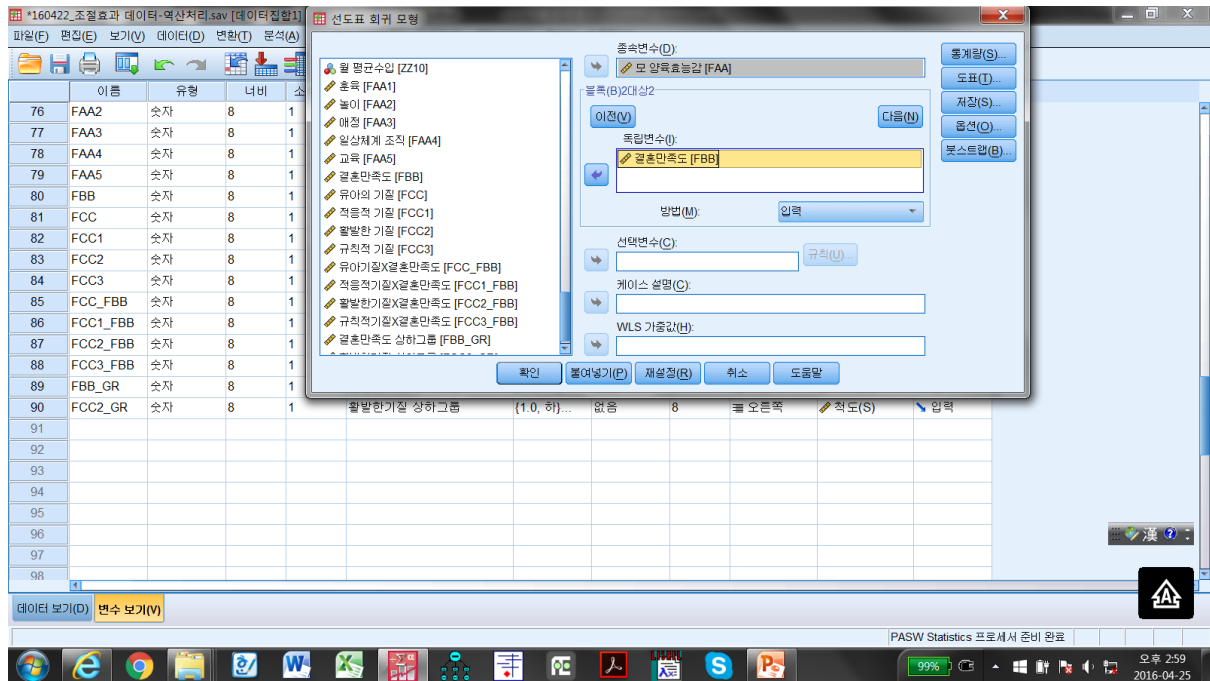 *160422_조절효과 데이터-역산처리.sav [데이터집합1]
파일(F) 편집(E) 보기(V) 데이터(D) 변환(T) 분석(A)
이름 유형 너비
76 FAA2 숫자 8 1
77 FAA3 숫자 8 1
78 FAA4 숫자 8 1
79 FAA5 숫자 8 1
80 FBB 숫자 8 1
81 FCC 숫자 8 1
82 FCC1 숫자 8 1
83 FCC2 숫자 8 1
84 FCC3 숫자 8 1
85 FCC_FBB 숫자 8 1
86 FCC1_FBB 숫자 8 1
87 FCC2_FBB 숫자 8 1
88 FCC3_FBB 숫자 8 1
89 FBB_GR 숫자 8 1
90 FCC2_GR 숫자 8 1 활발한기질 상하그룹 {1.0, 하}... 없음 8 오른쪽 척도(S) 입력
91
92
93
94
95
96
97
98
선도표 회귀 모형
월 평균수입 [ZZ10]
훈육 [FAA1]
놀이 [FAA2]
애정 [FAA3]
일상체계 조직 [FAA4]
교육 [FAA5]
결혼만족도 [FBB]
유아의 기질 [FCC]
적응적 기질 [FCC1]
활발한 기질 [FCC2]
규칙적 기질 [FCC3]
유아기질X결혼만족도 [FCC_FBB]
적응적기질X결혼만족도 [FCC1_FBB]
활발한기질X결혼만족도 [FCC2_FBB]
규칙적기질X결혼만족도 [FCC3_FBB]
결혼만족도 상하그룹 [FBB_GR]
종속변수(D):
모 양육효능감 [FAA]
블록(B)2대상2
이전(V) 다음(N)
독립변수(I):
결혼만족도 [FBB]
방법(M): 입력
선택변수(C):
규칙(U)...
케이스 설명(C):
WLS 가중값(H):
통계량(S)...
도표(T)...
저장(S)...
옵션(O)...
붓스트랩(B)...
확인 붙여넣기(P) 재설정(R) 취소 도움말
漢
데이터 보기(D) 변수 보기(V)
PASW Statistics 프로세서 준비 완료
99%
오후 2:59
2016-04-25